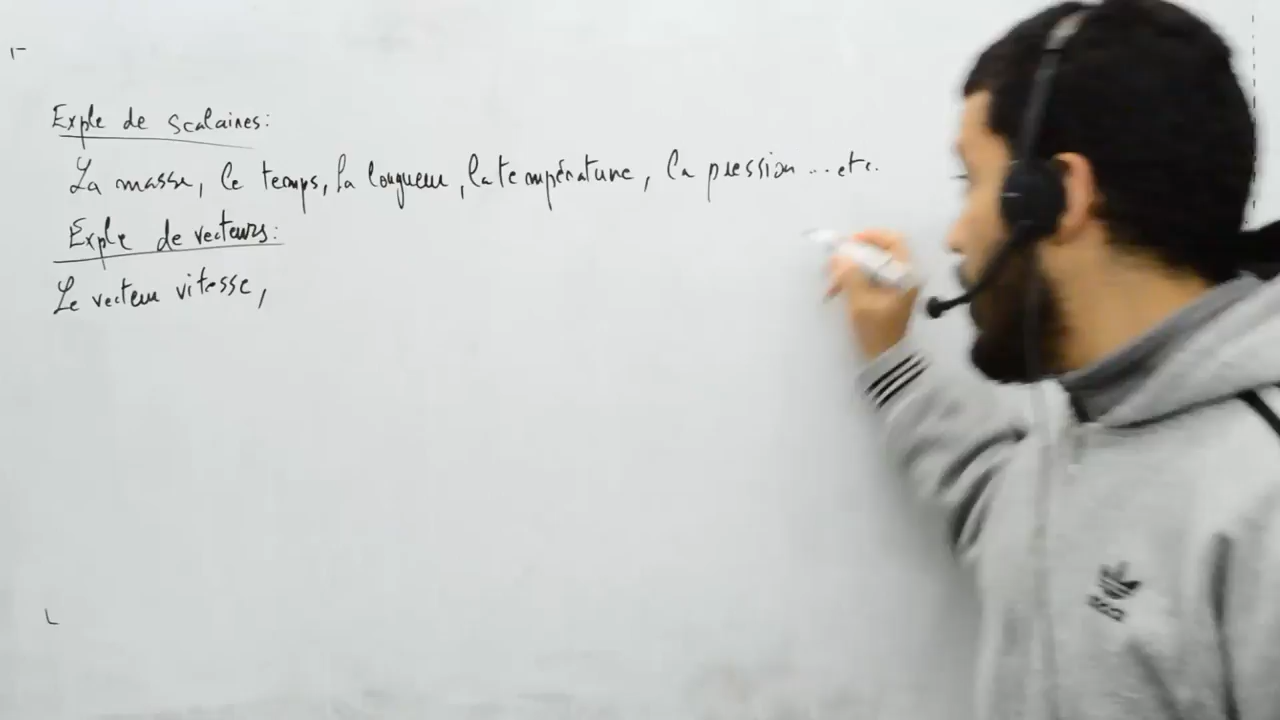 Exple de scalaires:
La masse, le temps, la longueur, la température, la pression ... etc.
Exple de vecteurs:
Le vecteur vitesse,